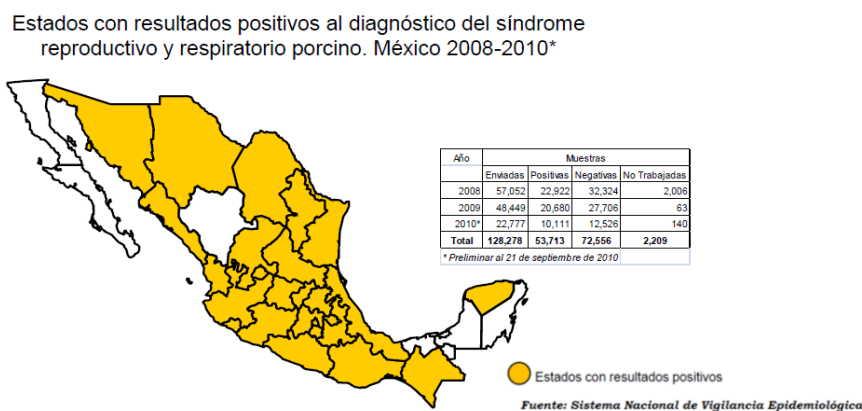 Estados con resultados positivos al diagnóstico del síndrome
reproductivo y respiratorio porcino. México 2008-2010*
Año Muestras
Enviadas Positivas Negativas No Trabajadas
2008 57,052 22,922 32,324 2,006
2009 48,449 20,680 27,706 63
2010* 22,777 10,111 12,526 140
Total 128,278 53,713 72,556 2,209
* Preliminar al 21 de septiembre de 2010
Estados con resultados positivos
Fuente: Sistema Nacional de Vigilancia Epidemiológica